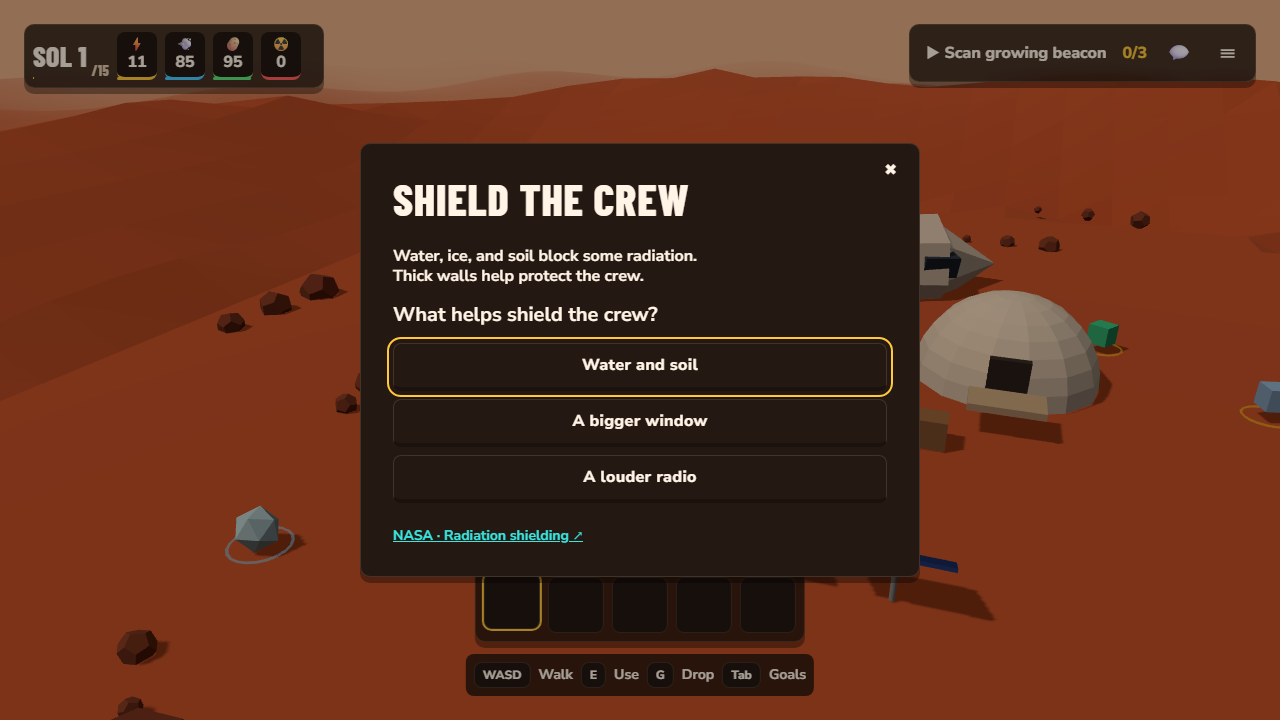 SOL 1 /15
11 85 95 0
▶ Scan growing beacon 0/3
SHIELD THE CREW
Water, ice, and soil block some radiation.
Thick walls help protect the crew.
What helps shield the crew?
Water and soil
A bigger window
A louder radio
NASA · Radiation shielding ↗
WASD Walk E Use G Drop Tab Goals